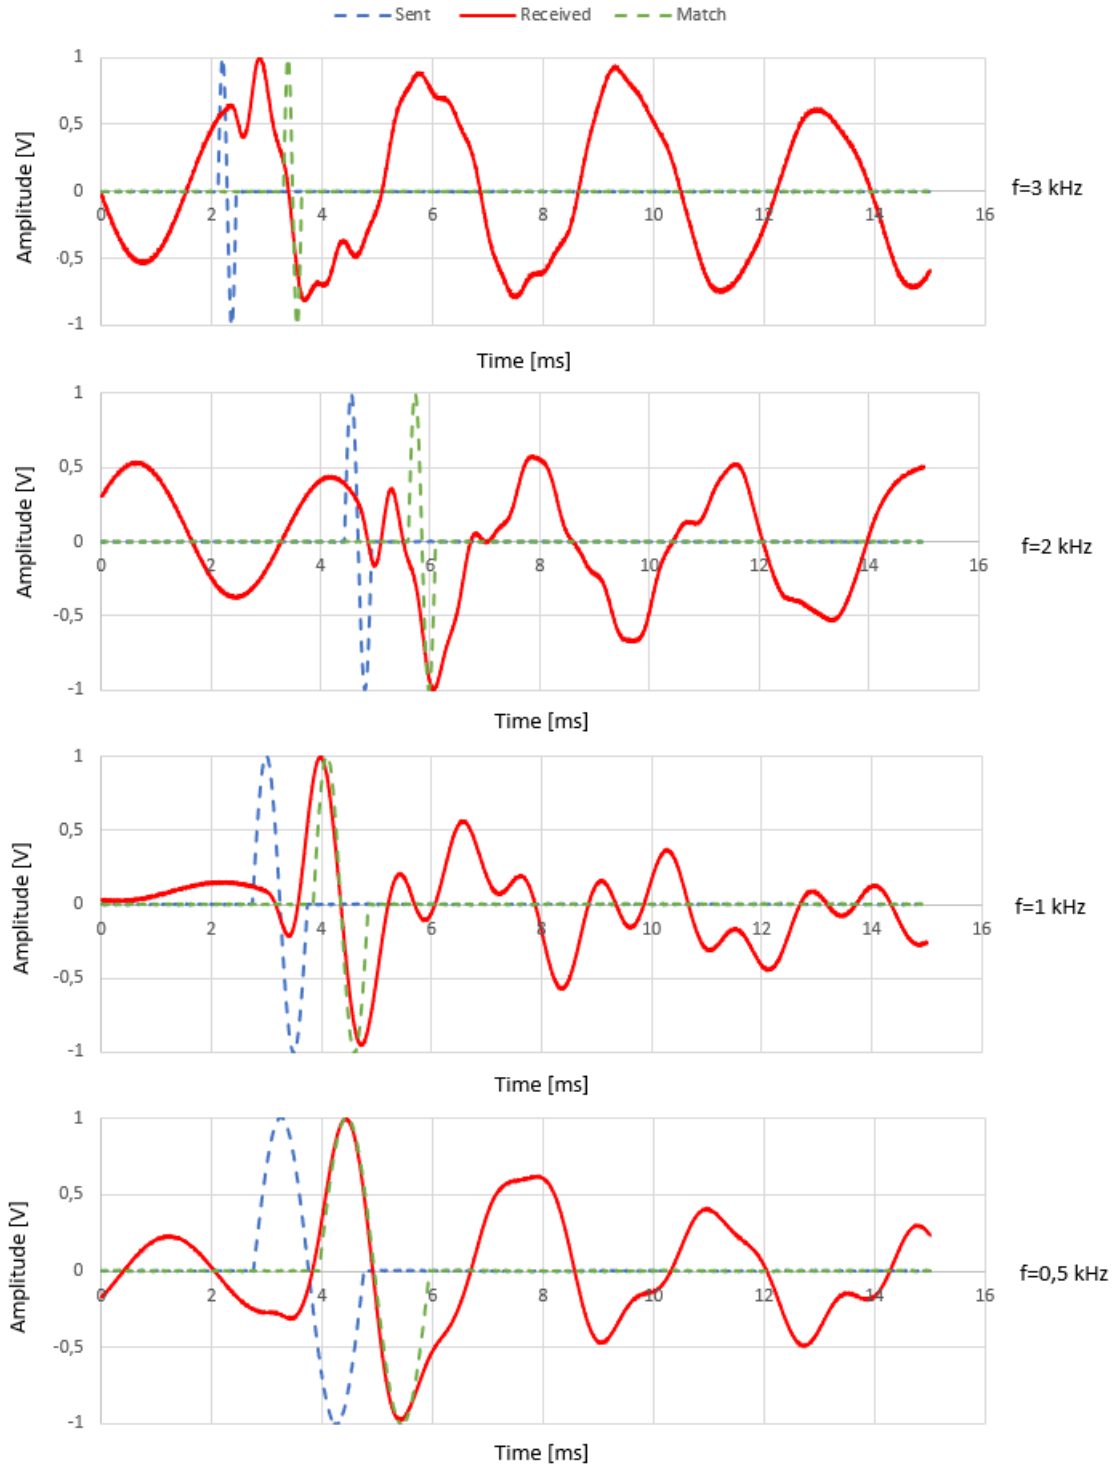 Sent Received Match
1
0,5
0
-0,5
-1
0 2 4 6 8 10 12 14 16
Amplitude [V]
Time [ms]
f=3 kHz
1
0,5
0
-0,5
-1
0 2 4 6 8 10 12 14 16
Amplitude [V]
Time [ms]
f=2 kHz
1
0,5
0
-0,5
-1
0 2 4 6 8 10 12 14 16
Amplitude [V]
Time [ms]
f=1 kHz
1
0,5
0
-0,5
-1
0 2 4 6 8 10 12 14 16
Amplitude [V]
Time [ms]
f=0,5 kHz